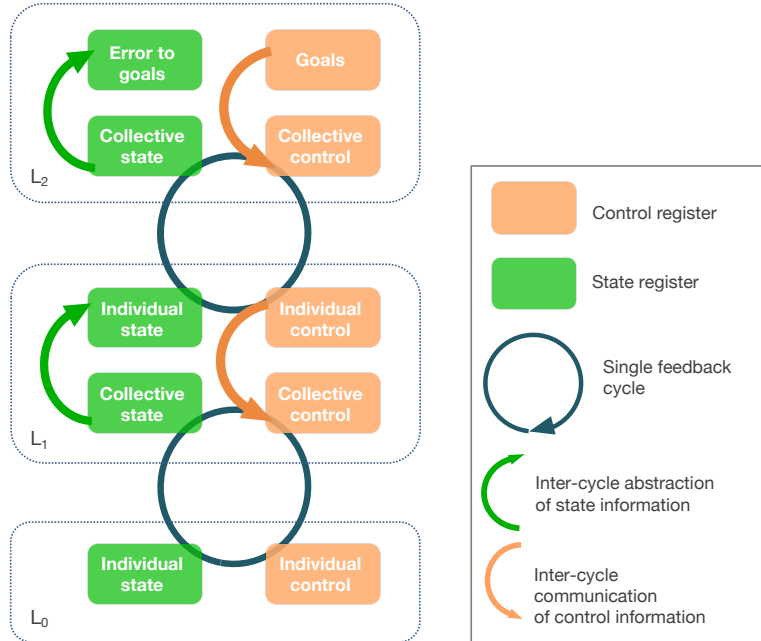 Error to
goals
Goals
Collective
state
Collective
control
L2
Individual
state
Individual
control
Collective
state
Collective
control
L1
Individual
state
Individual
control
L0
Control register
State register
Single feedback
cycle
Inter-cycle abstraction
of state information
Inter-cycle
communication
of control information